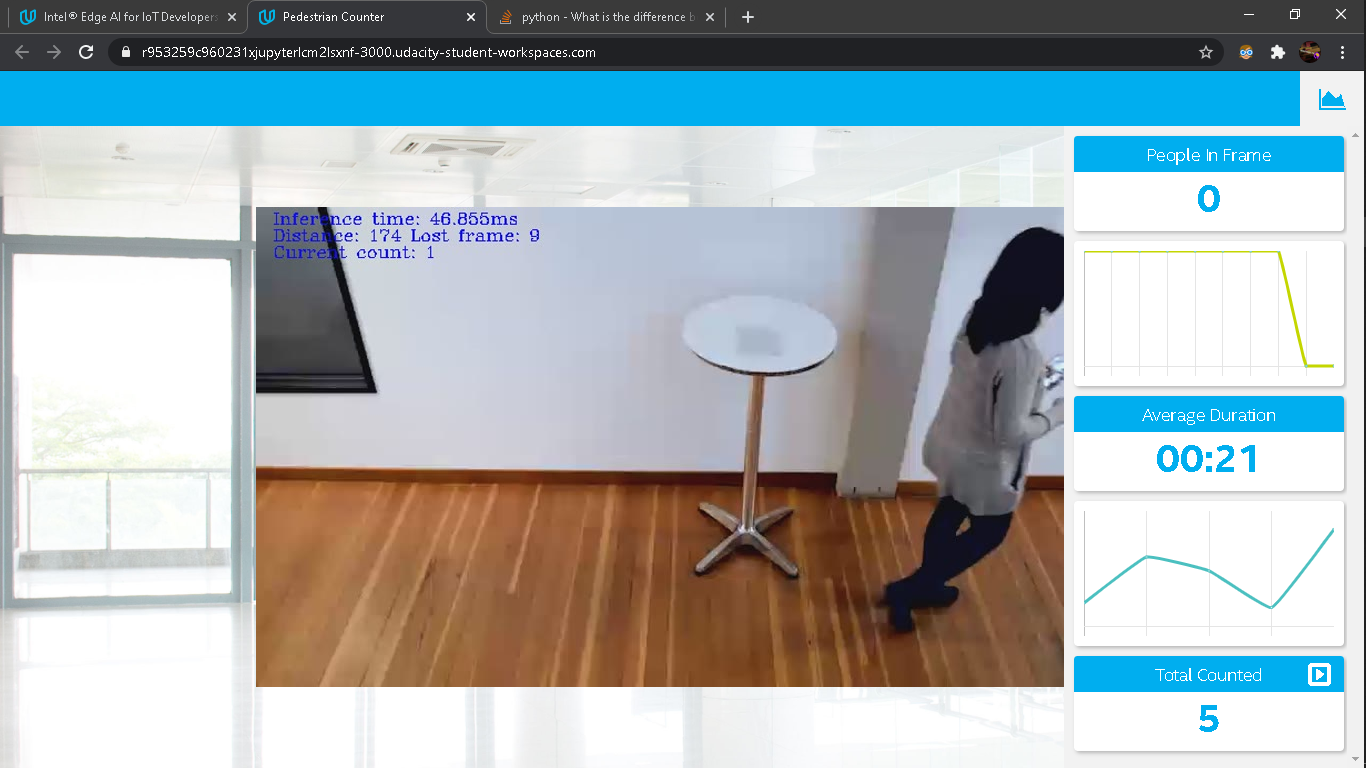 Intel® Edge AI for IoT Developers
Pedestrian Counter
python - What is the difference b
r953259c960231xjupyterlcm2lsxnf-3000.udacity-student-workspaces.com
Inference time: 46.855ms
Distance: 174 Lost frame: 9
Current count: 1
People In Frame
0
Average Duration
00:21
Total Counted
5